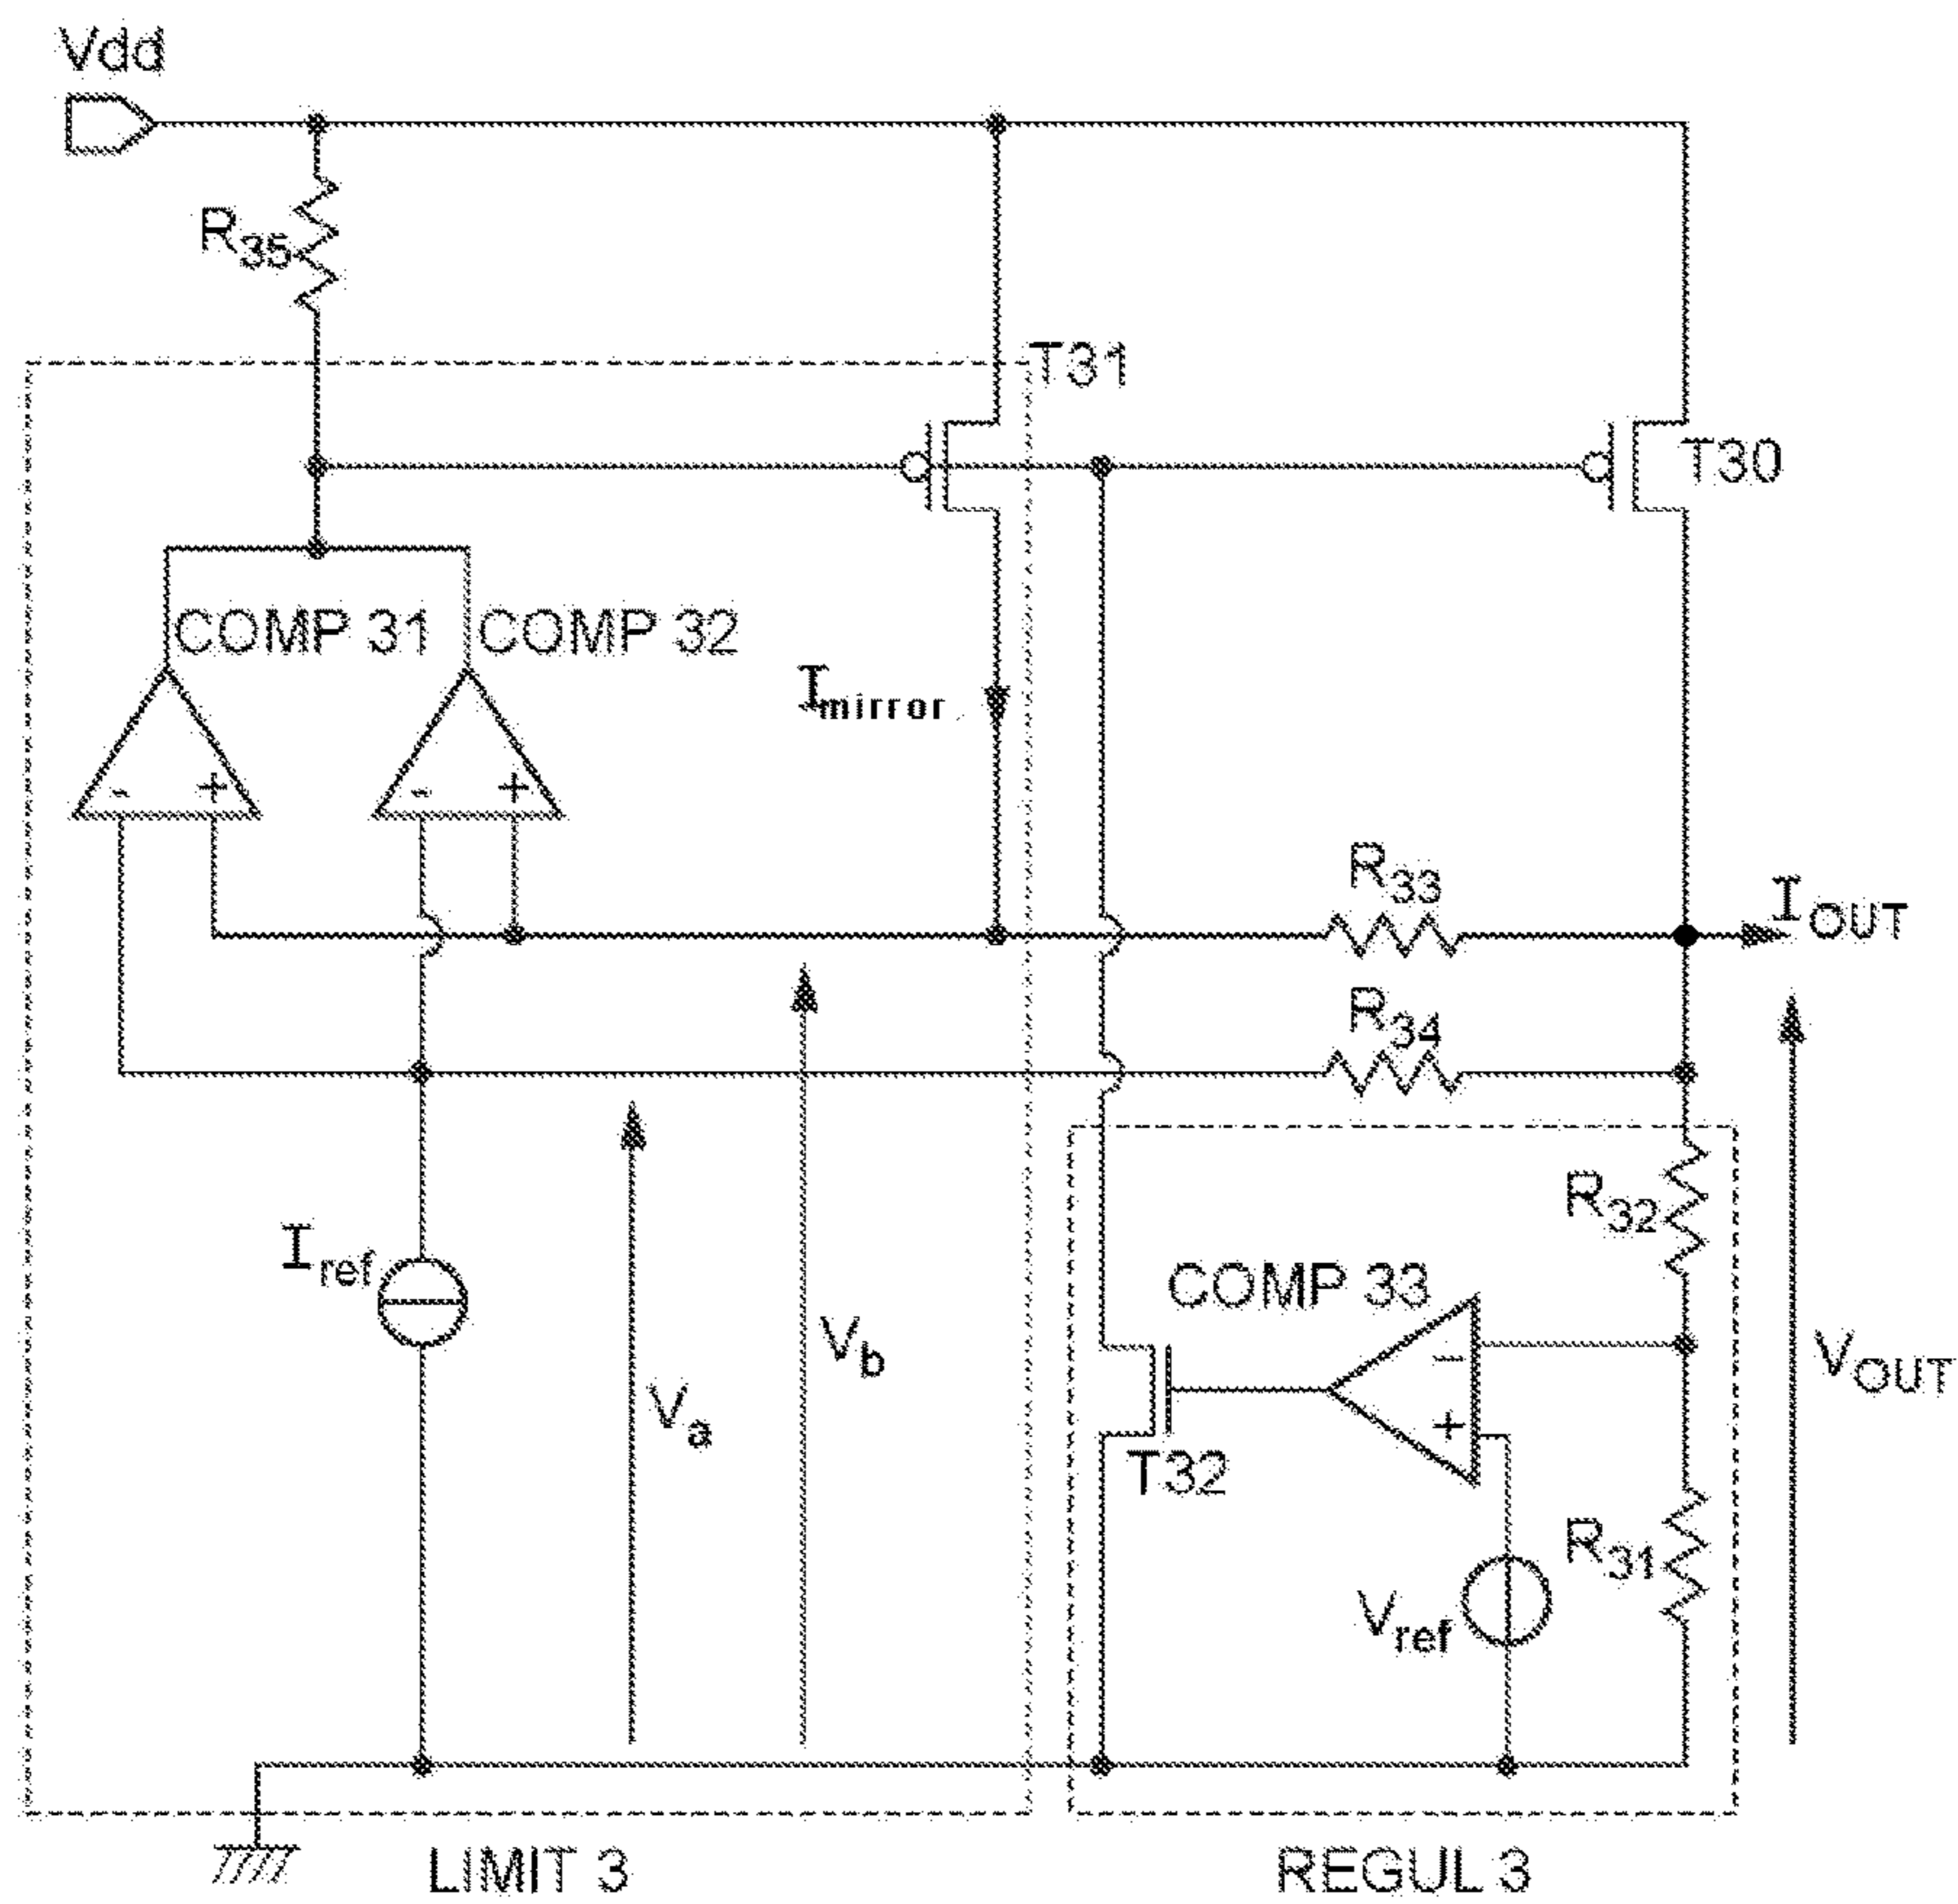 Vdd
R35
T31
T30
COMP 31
COMP 32
Imirror
- +
- +
R33
IOUT
R34
R32
Iref
COMP 33
Vb
−
VOUT
Va
+
T32
R31
Vref
LIMIT 3
REGUL 3